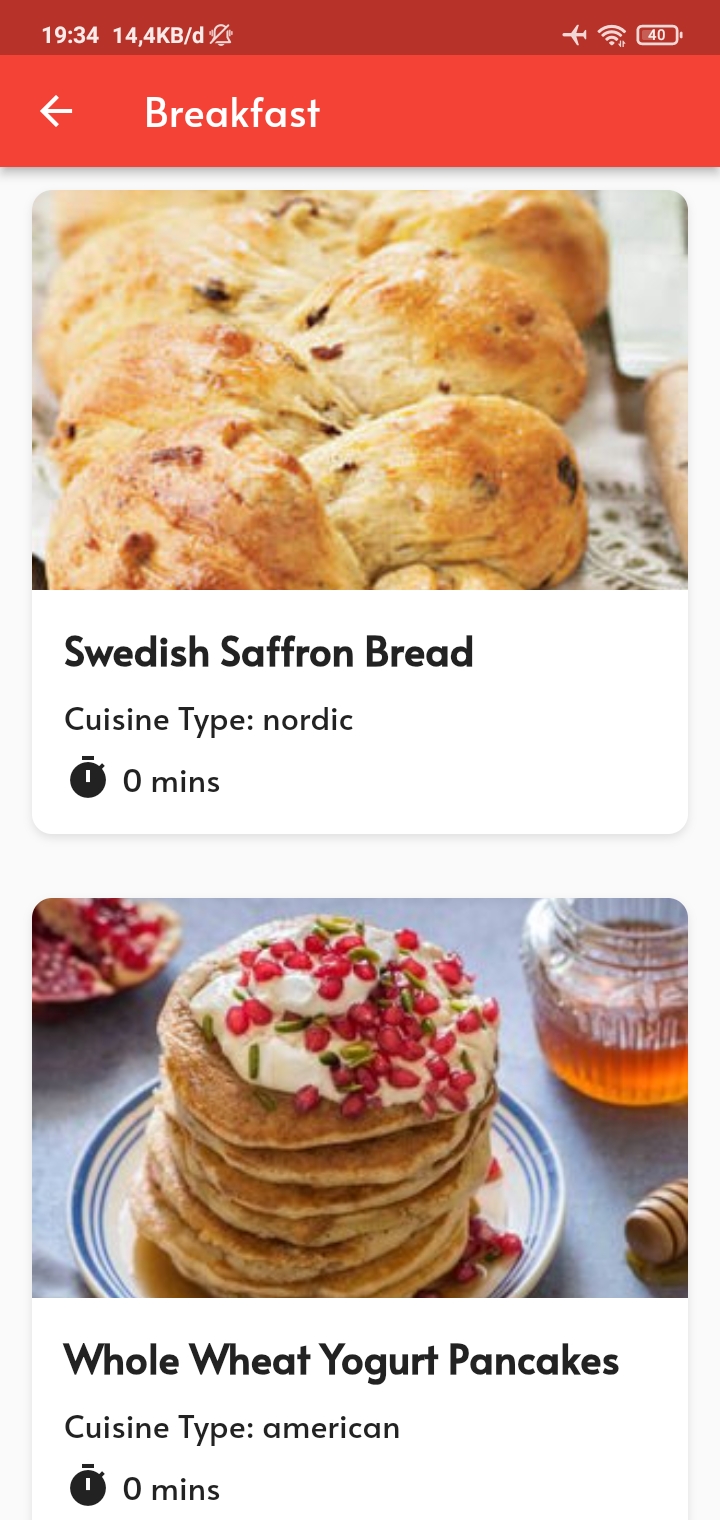 19:34 14,4KB/d 40
Breakfast
Swedish Saffron Bread
Cuisine Type: nordic
0 mins
Whole Wheat Yogurt Pancakes
Cuisine Type: american
0 mins